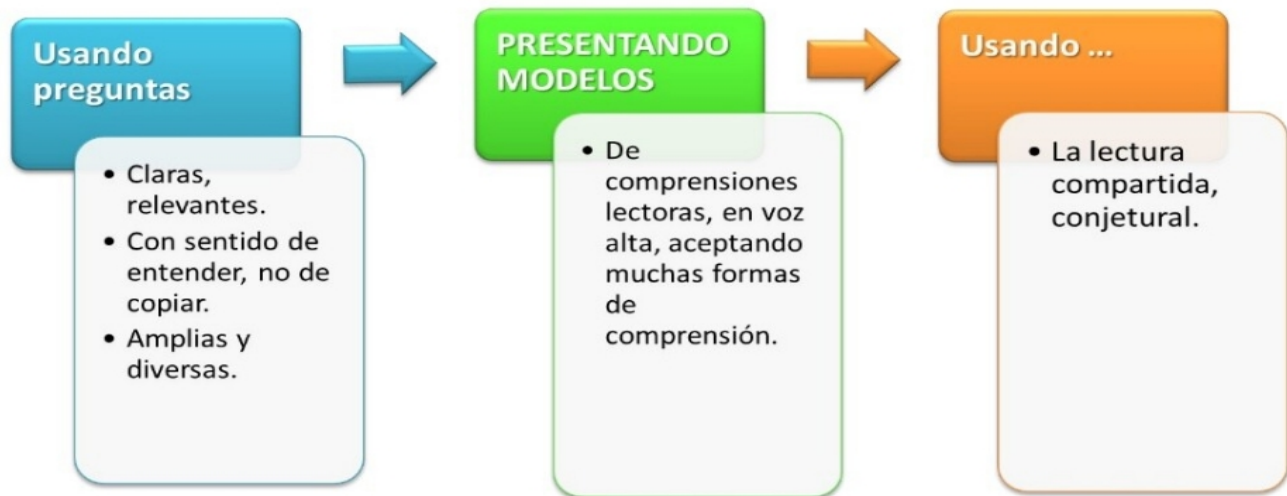 Usando
preguntas
• Claras,
relevantes.
• Con sentido de
entender, no de
copiar.
• Amplias y
diversas.
PRESENTANDO
MODELOS
• De
comprensiones
lectoras, en voz
alta, aceptando
muchas formas
de
comprensión.
Usando ...
• La lectura
compartida,
conjetural.